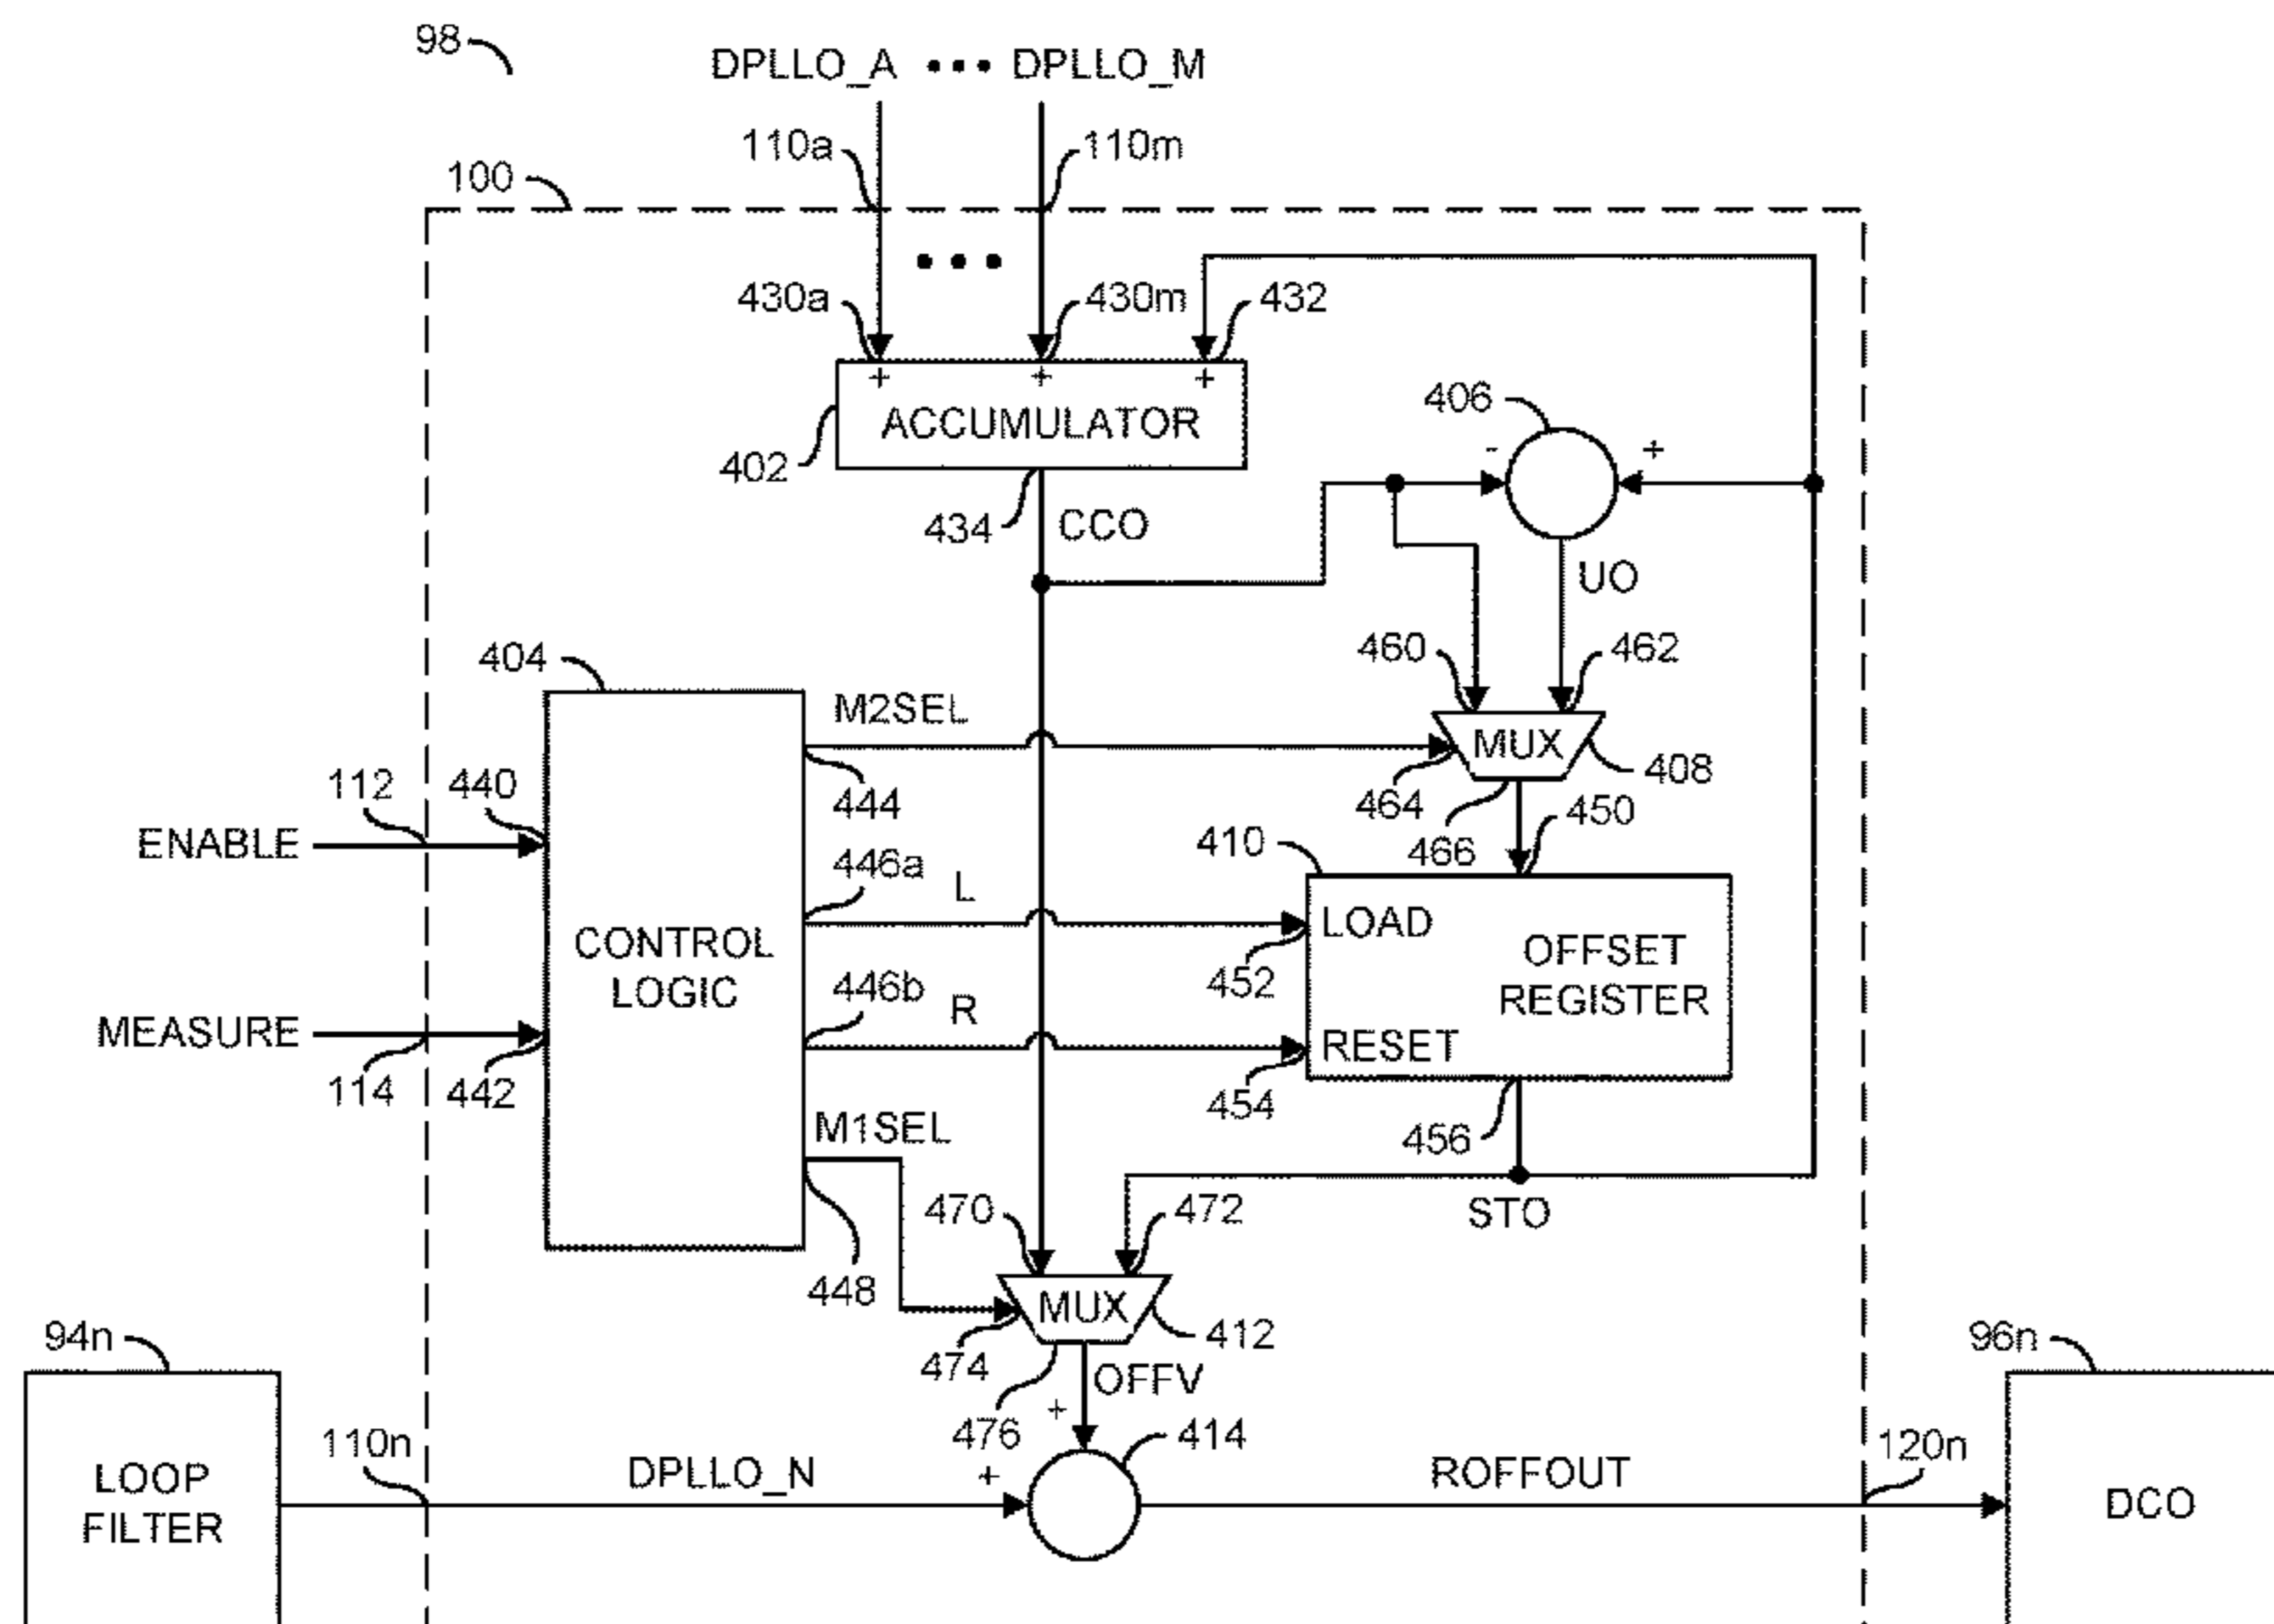 98
DPLLO_A ••• DPLLO_M
110a
110m
100
•••
430a
430m
432
+ + +
ACCUMULATOR
402
406
- +
434
CCO
UO
404
460
462
M2SEL
MUX
408
464
444
112
440
ENABLE
466
450
410
446a
L
LOAD
452
CONTROL
LOGIC
OFFSET
REGISTER
446b
R
RESET
454
MEASURE
114
442
M1SEL
456
STO
470
472
448
MUX
412
474
OFFV
476
+
414
94n
96n
110n
120n
LOOP
FILTER
DPLLO_N
+
ROFFOUT
DCO